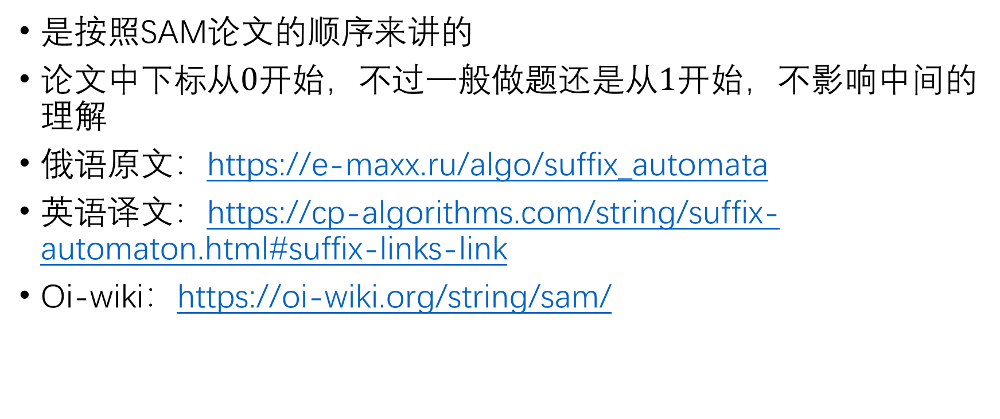 • 是按照SAM论文的顺序来讲的
• 论文中下标从0开始，不过一般做题还是从1开始，不影响中间的
理解
• 俄语原文：https://e-maxx.ru/algo/suffix_automata
• 英语译文：https://cp-algorithms.com/string/suffix-
automaton.html#suffix-links-link
• Oi-wiki：https://oi-wiki.org/string/sam/